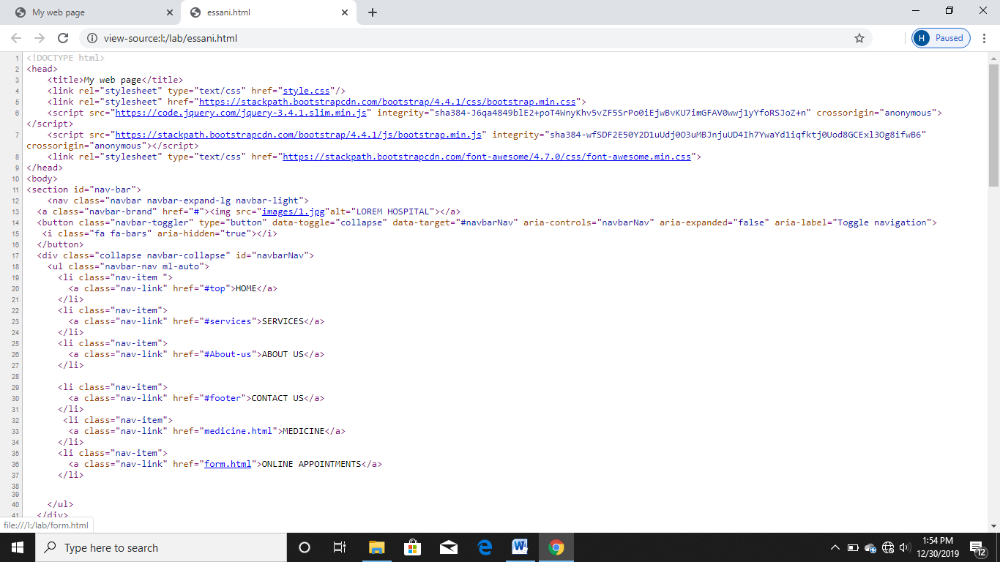 My web page
essani.html
view-source:l:/lab/essani.html
H Paused
1 <!DOCTYPE html>
2 <head>
3 <title>My web page</title>
4 <link rel="stylesheet" type="text/css" href="style.css"/>
5 <link rel="stylesheet" href="https://stackpath.bootstrapcdn.com/bootstrap/4.4.1/css/bootstrap.min.css">
6 <script src="https://code.jquery.com/jquery-3.4.1.slim.min.js" integrity="sha384-J6qa4849blE2+poT4WnyKhv5vZF5SrPo0iEjwBvKU7imGFAV0wwj1yYfoRSJoZ+n" crossorigin="anonymous">
</script>
7 <script src="https://stackpath.bootstrapcdn.com/bootstrap/4.4.1/js/bootstrap.min.js" integrity="sha384-wfSDF2E50Y2D1uUdj0O3uMBJnjuUD4Ih7YwaYd1iqfktj0Uod8GCExl3Og8ifwB6"
crossorigin="anonymous"></script>
8 <link rel="stylesheet" type="text/css" href="https://stackpath.bootstrapcdn.com/font-awesome/4.7.0/css/font-awesome.min.css">
9 </head>
10 <body>
11 <section id="nav-bar">
12 <nav class="navbar navbar-expand-lg navbar-light">
13 <a class="navbar-brand" href="#"><img src="images/1.jpg"alt="LOREM HOSPITAL"></a>
14 <button class="navbar-toggler" type="button" data-toggle="collapse" data-target="#navbarNav" aria-controls="navbarNav" aria-expanded="false" aria-label="Toggle navigation">
15 <i class="fa fa-bars" aria-hidden="true"></i>
16 </button>
17 <div class="collapse navbar-collapse" id="navbarNav">
18 <ul class="navbar-nav ml-auto">
19 <li class="nav-item ">
20 <a class="nav-link" href="#top">HOME</a>
21 </li>
22 <li class="nav-item">
23 <a class="nav-link" href="#services">SERVICES</a>
24 </li>
25 <li class="nav-item">
26 <a class="nav-link" href="#About-us">ABOUT US</a>
27 </li>
28
29 <li class="nav-item">
30 <a class="nav-link" href="#footer">CONTACT US</a>
31 </li>
32 <li class="nav-item">
33 <a class="nav-link" href="medicine.html">MEDICINE</a>
34 </li>
35 <li class="nav-item">
36 <a class="nav-link" href="form.html">ONLINE APPOINTMENTS</a>
37 </li>
38
39
40 </ul>
41 </div>
file:///l:/lab/form.html
Type here to search
1:54 PM
12/30/2019
12